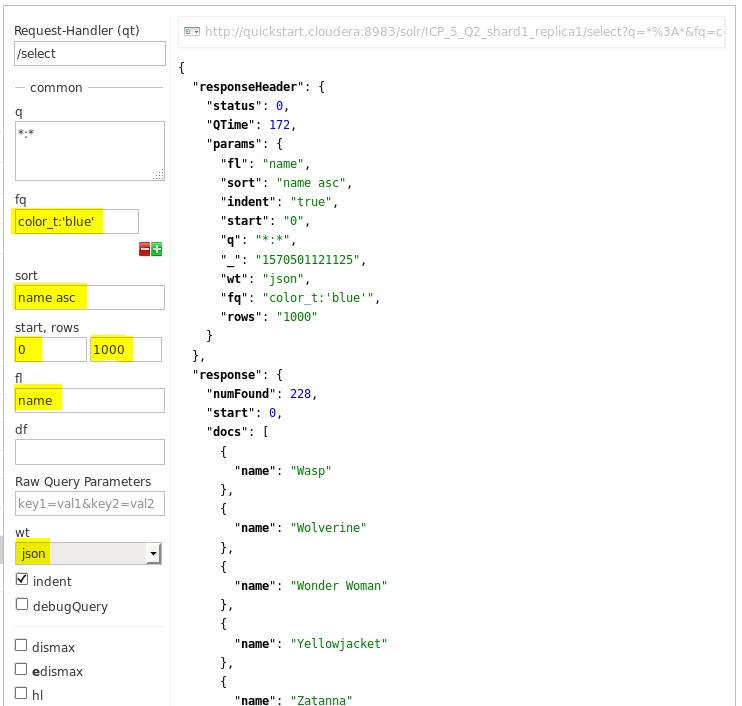 Request-Handler (qt)
/select
common
q
*:*
fq
color_t:'blue'
sort
name asc
start, rows
0 1000
fl
name
df
Raw Query Parameters
key1=val1&key2=val2
wt
json
indent
debugQuery
dismax
edismax
hl
http://quickstart.cloudera:8983/solr/ICP_5_Q2_shard1_replica1/select?q=*%3A*&fq=c
{
"responseHeader": {
"status": 0,
"QTime": 172,
"params": {
"fl": "name",
"sort": "name asc",
"indent": "true",
"start": "0",
"q": "*:*",
"_": "1570501121125",
"wt": "json",
"fq": "color_t:'blue'",
"rows": "1000"
}
},
"response": {
"numFound": 228,
"start": 0,
"docs": [
{
"name": "Wasp"
},
{
"name": "Wolverine"
},
{
"name": "Wonder Woman"
},
{
"name": "Yellowjacket"
},
{
"name": "Zatanna"